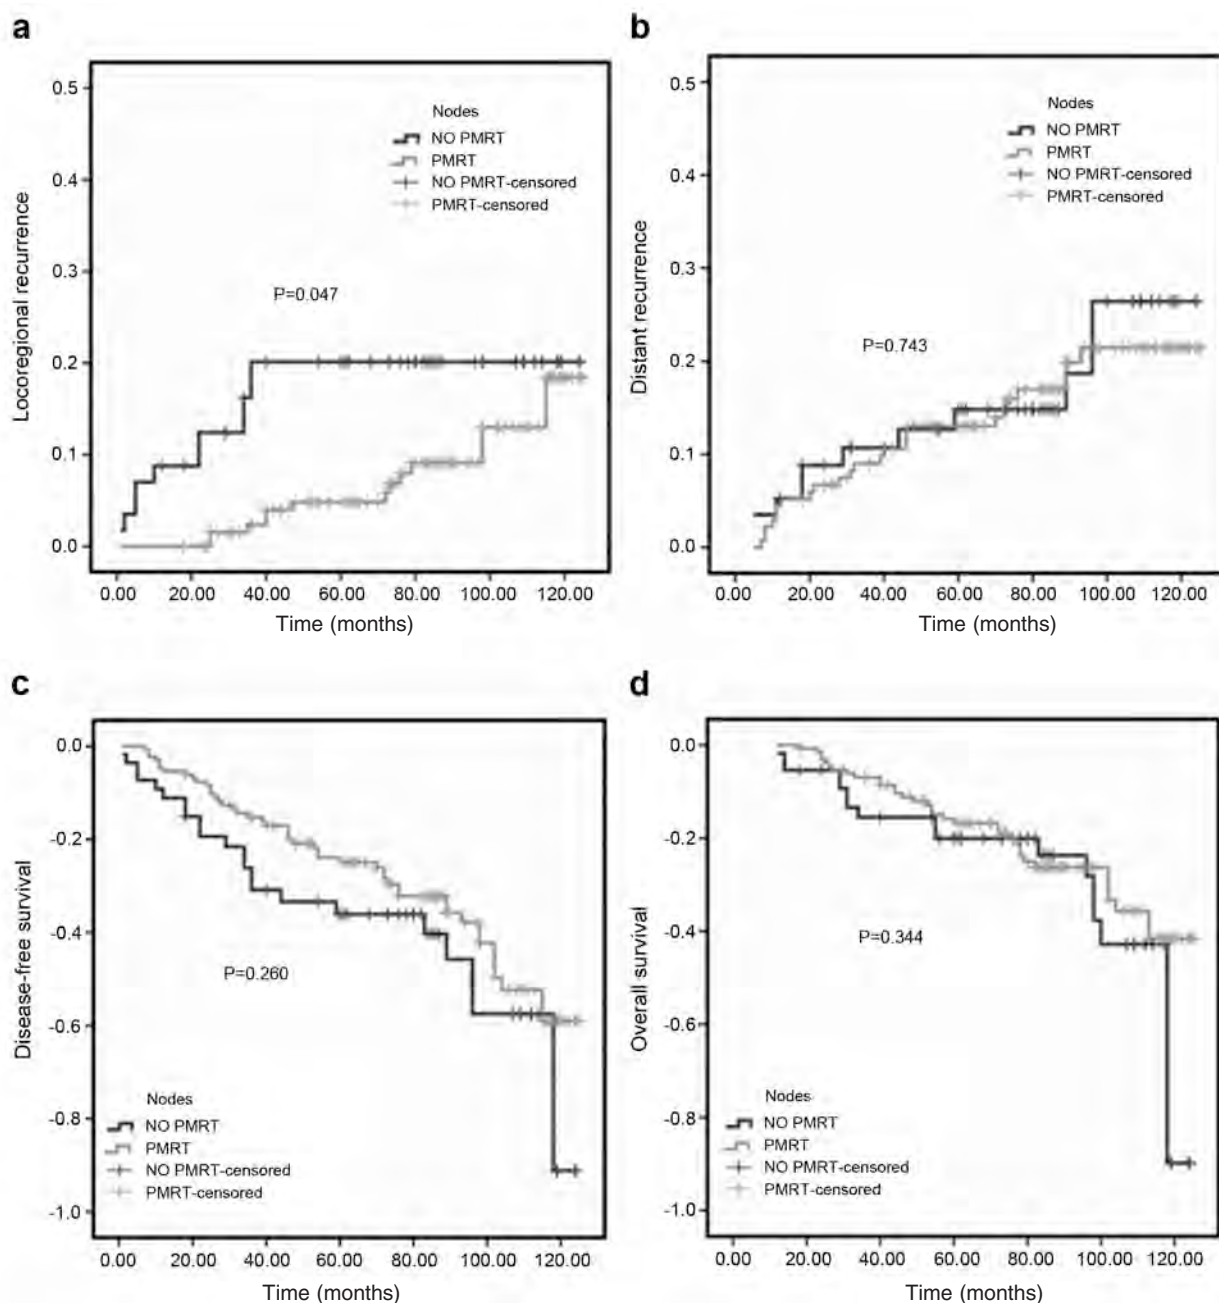 a
0.5
0.4
0.3
0.2
0.1
0.0
Locoregional recurrence
Nodes
NO PMRT
PMRT
NO PMRT-censored
PMRT-censored
P=0.047
0.00 20.00 40.00 60.00 80.00 100.00 120.00
Time (months)
b
0.5
0.4
0.3
0.2
0.1
0.0
Distant recurrence
Nodes
NO PMRT
PMRT
NO PMRT-censored
PMRT-censored
P=0.743
0.00 20.00 40.00 60.00 80.00 100.00 120.00
Time (months)
c
0.0
-0.2
-0.4
-0.6
-0.8
-1.0
Disease-free survival
P=0.260
Nodes
NO PMRT
PMRT
NO PMRT-censored
PMRT-censored
0.00 20.00 40.00 60.00 80.00 100.00 120.00
Time (months)
d
0.0
-0.2
-0.4
-0.6
-0.8
-1.0
Overall survival
P=0.344
Nodes
NO PMRT
PMRT
NO PMRT-censored
PMRT-censored
0.00 20.00 40.00 60.00 80.00 100.00 120.00
Time (months)